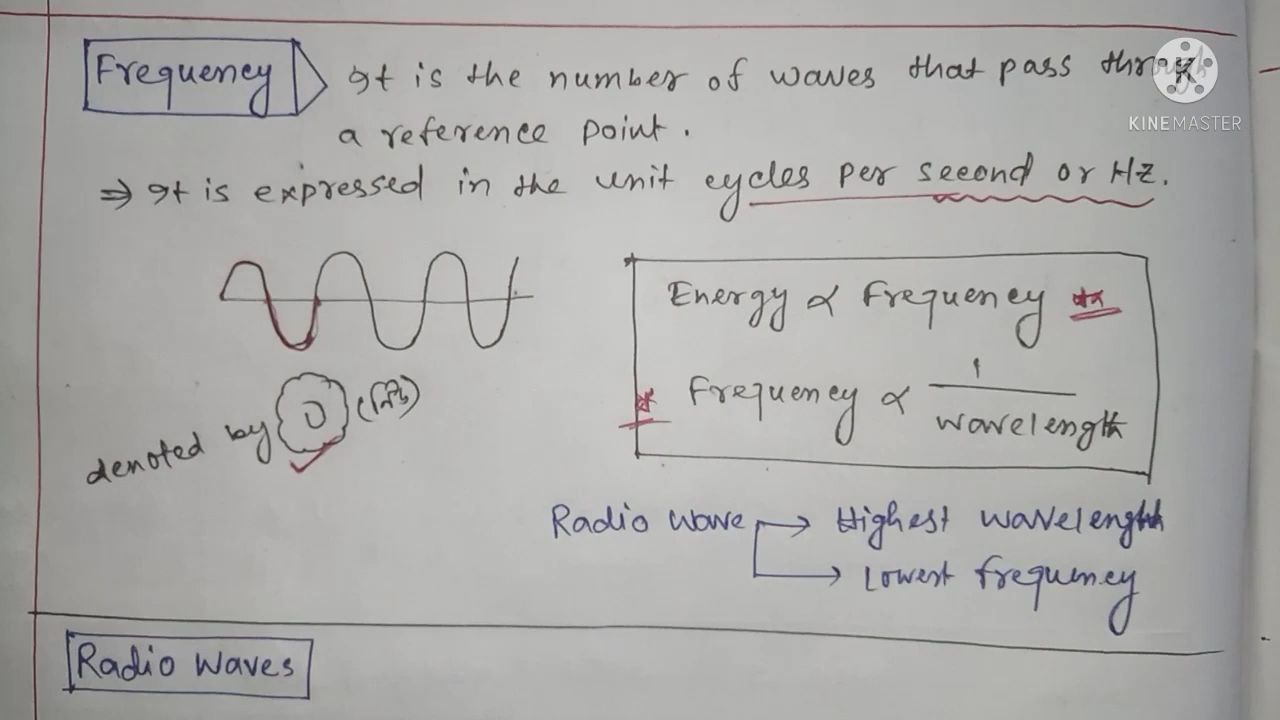 Frequency It is the number of waves that pass through
a reference point.
⇒ It is expressed in the unit cycles per second or Hz.
Energy ∝ Frequency
Frequency ∝ 1 / wavelength
denoted by ν
Radio wave → Highest wavelength
→ Lowest frequency
Radio Waves
K
KINEMASTER